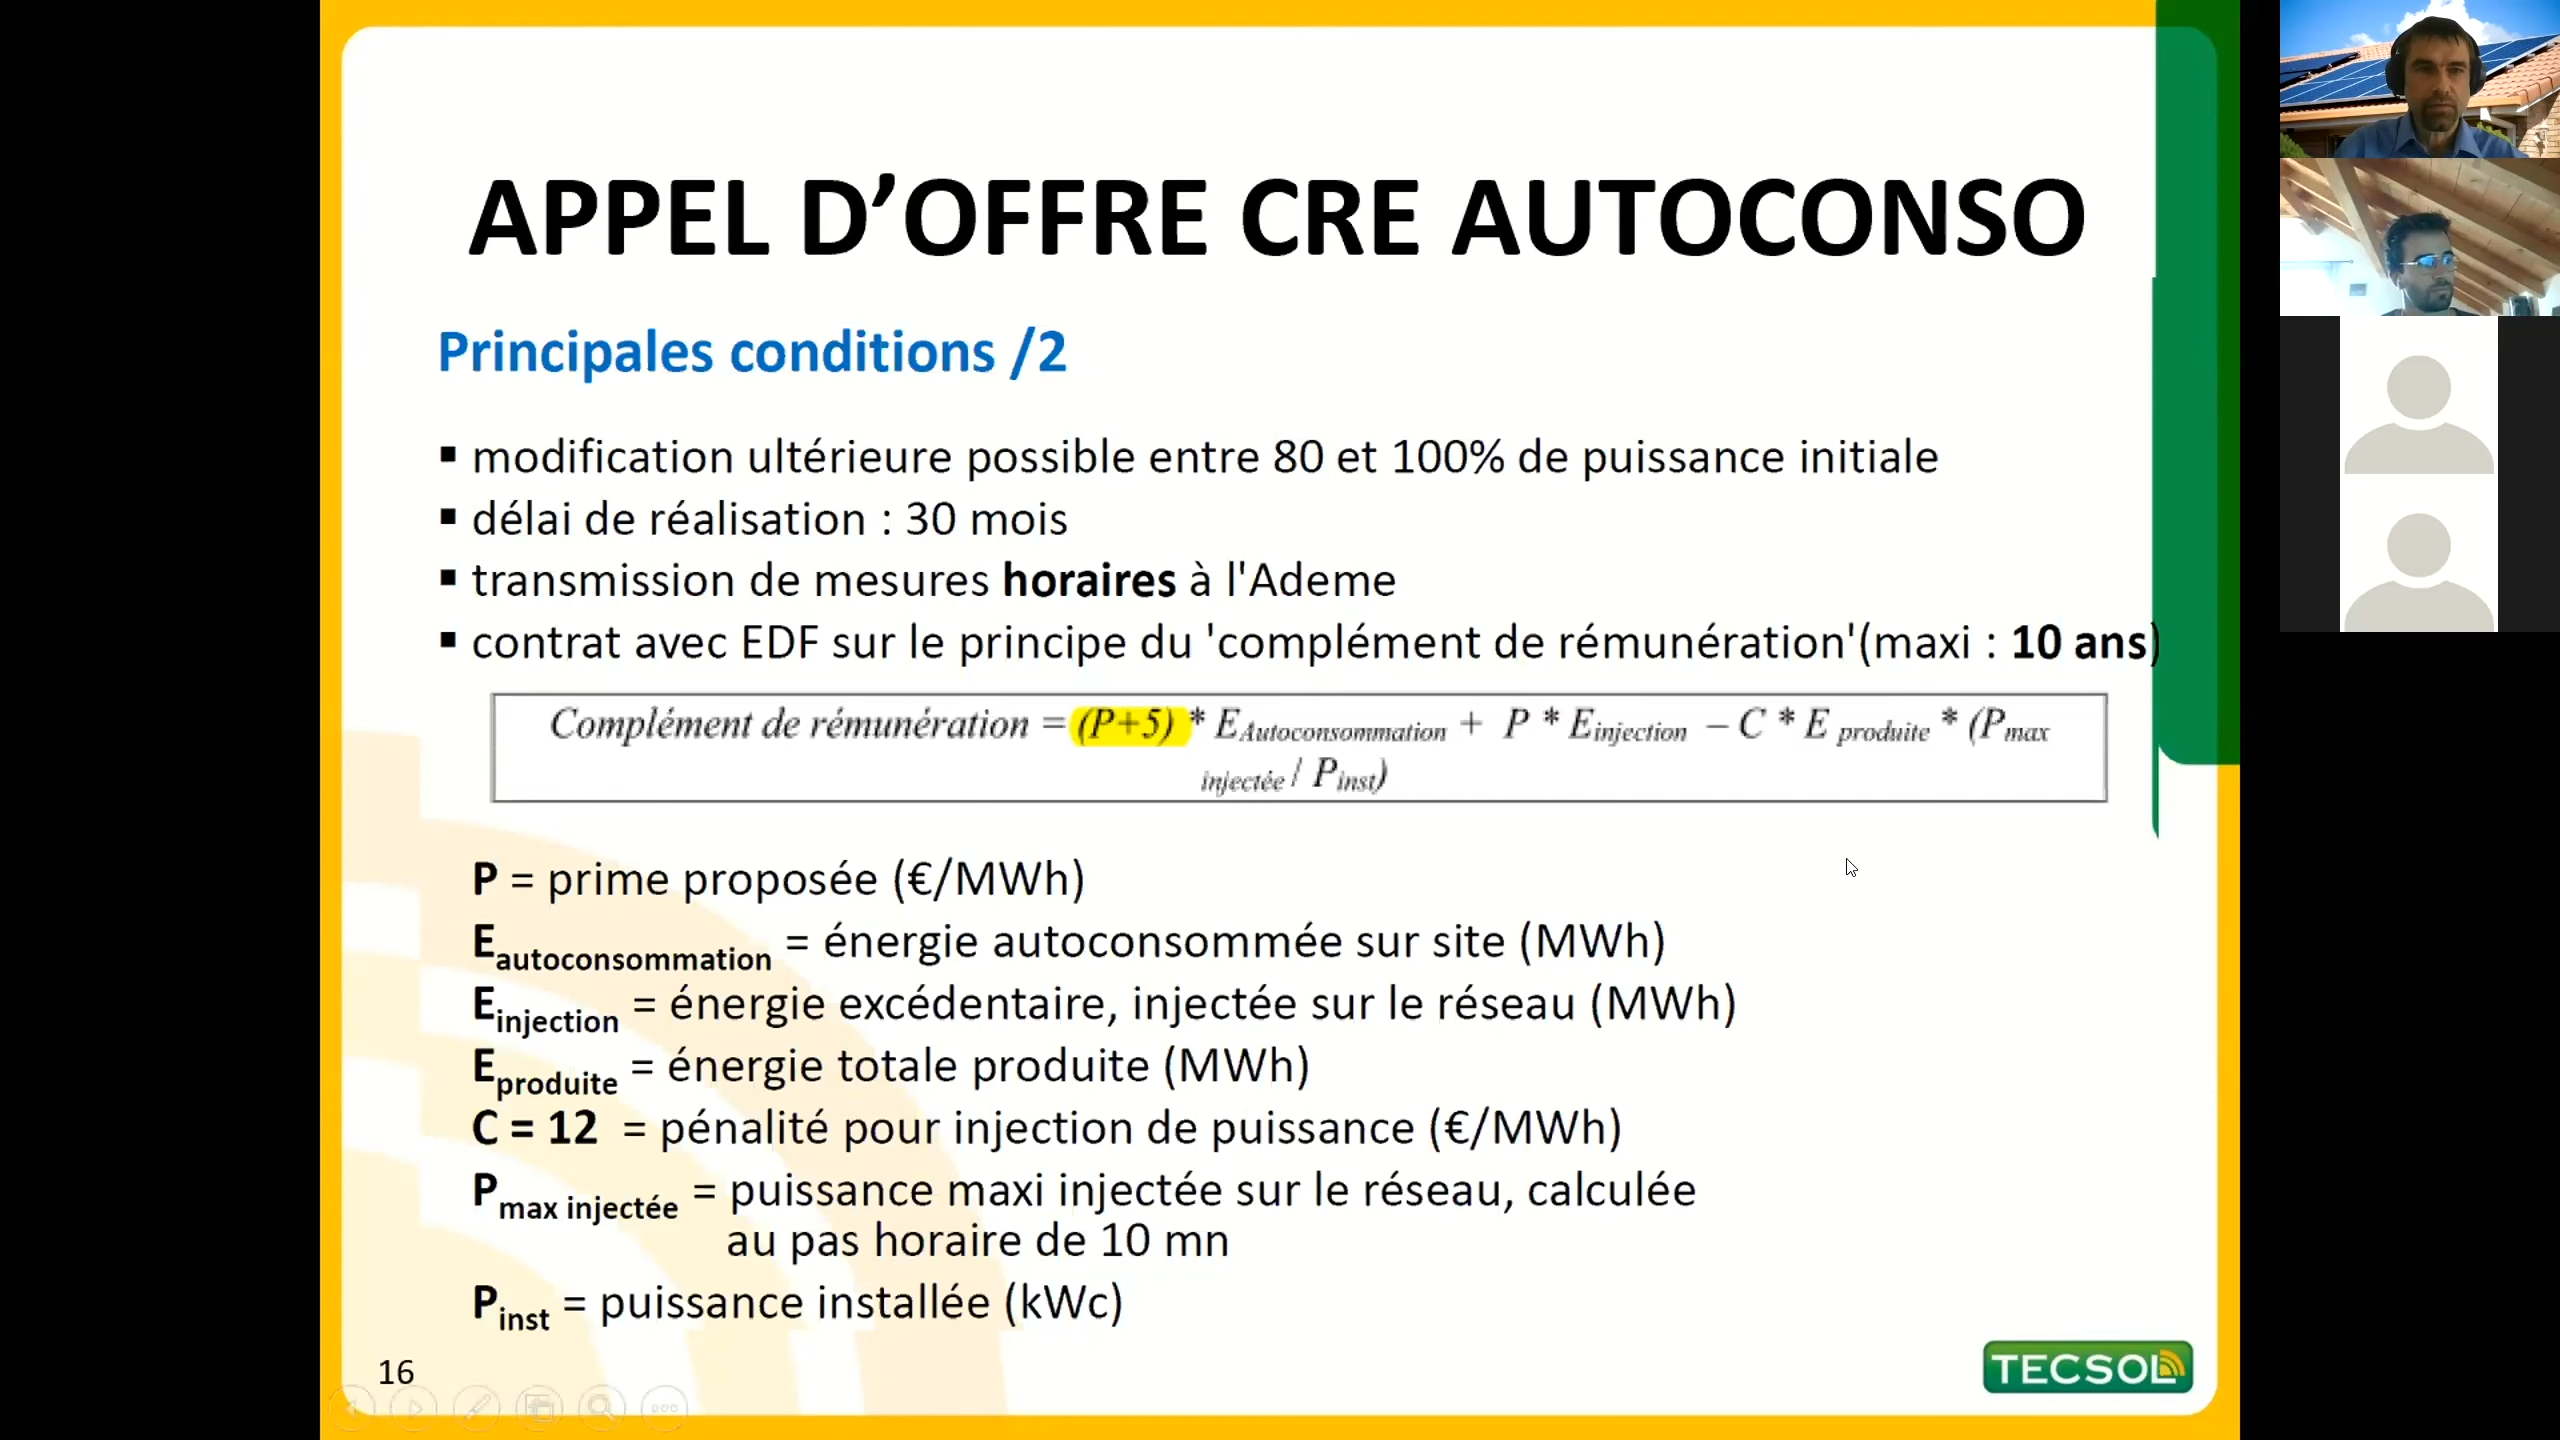 APPEL D’OFFRE CRE AUTOCONSO
Principales conditions /2
▪ modification ultérieure possible entre 80 et 100% de puissance initiale
▪ délai de réalisation : 30 mois
▪ transmission de mesures horaires à l'Ademe
▪ contrat avec EDF sur le principe du 'complément de rémunération'(maxi : 10 ans)
Complément de rémunération = (P+5) * E Autoconsommation + P * E injection – C * E produite * (P max
injectée / P inst)
P = prime proposée (€/MWh)
E autoconsommation = énergie autoconsommée sur site (MWh)
E injection = énergie excédentaire, injectée sur le réseau (MWh)
E produite = énergie totale produite (MWh)
C = 12 = pénalité pour injection de puissance (€/MWh)
P max injectée = puissance maxi injectée sur le réseau, calculée
au pas horaire de 10 mn
P inst = puissance installée (kWc)
16
TECSOL